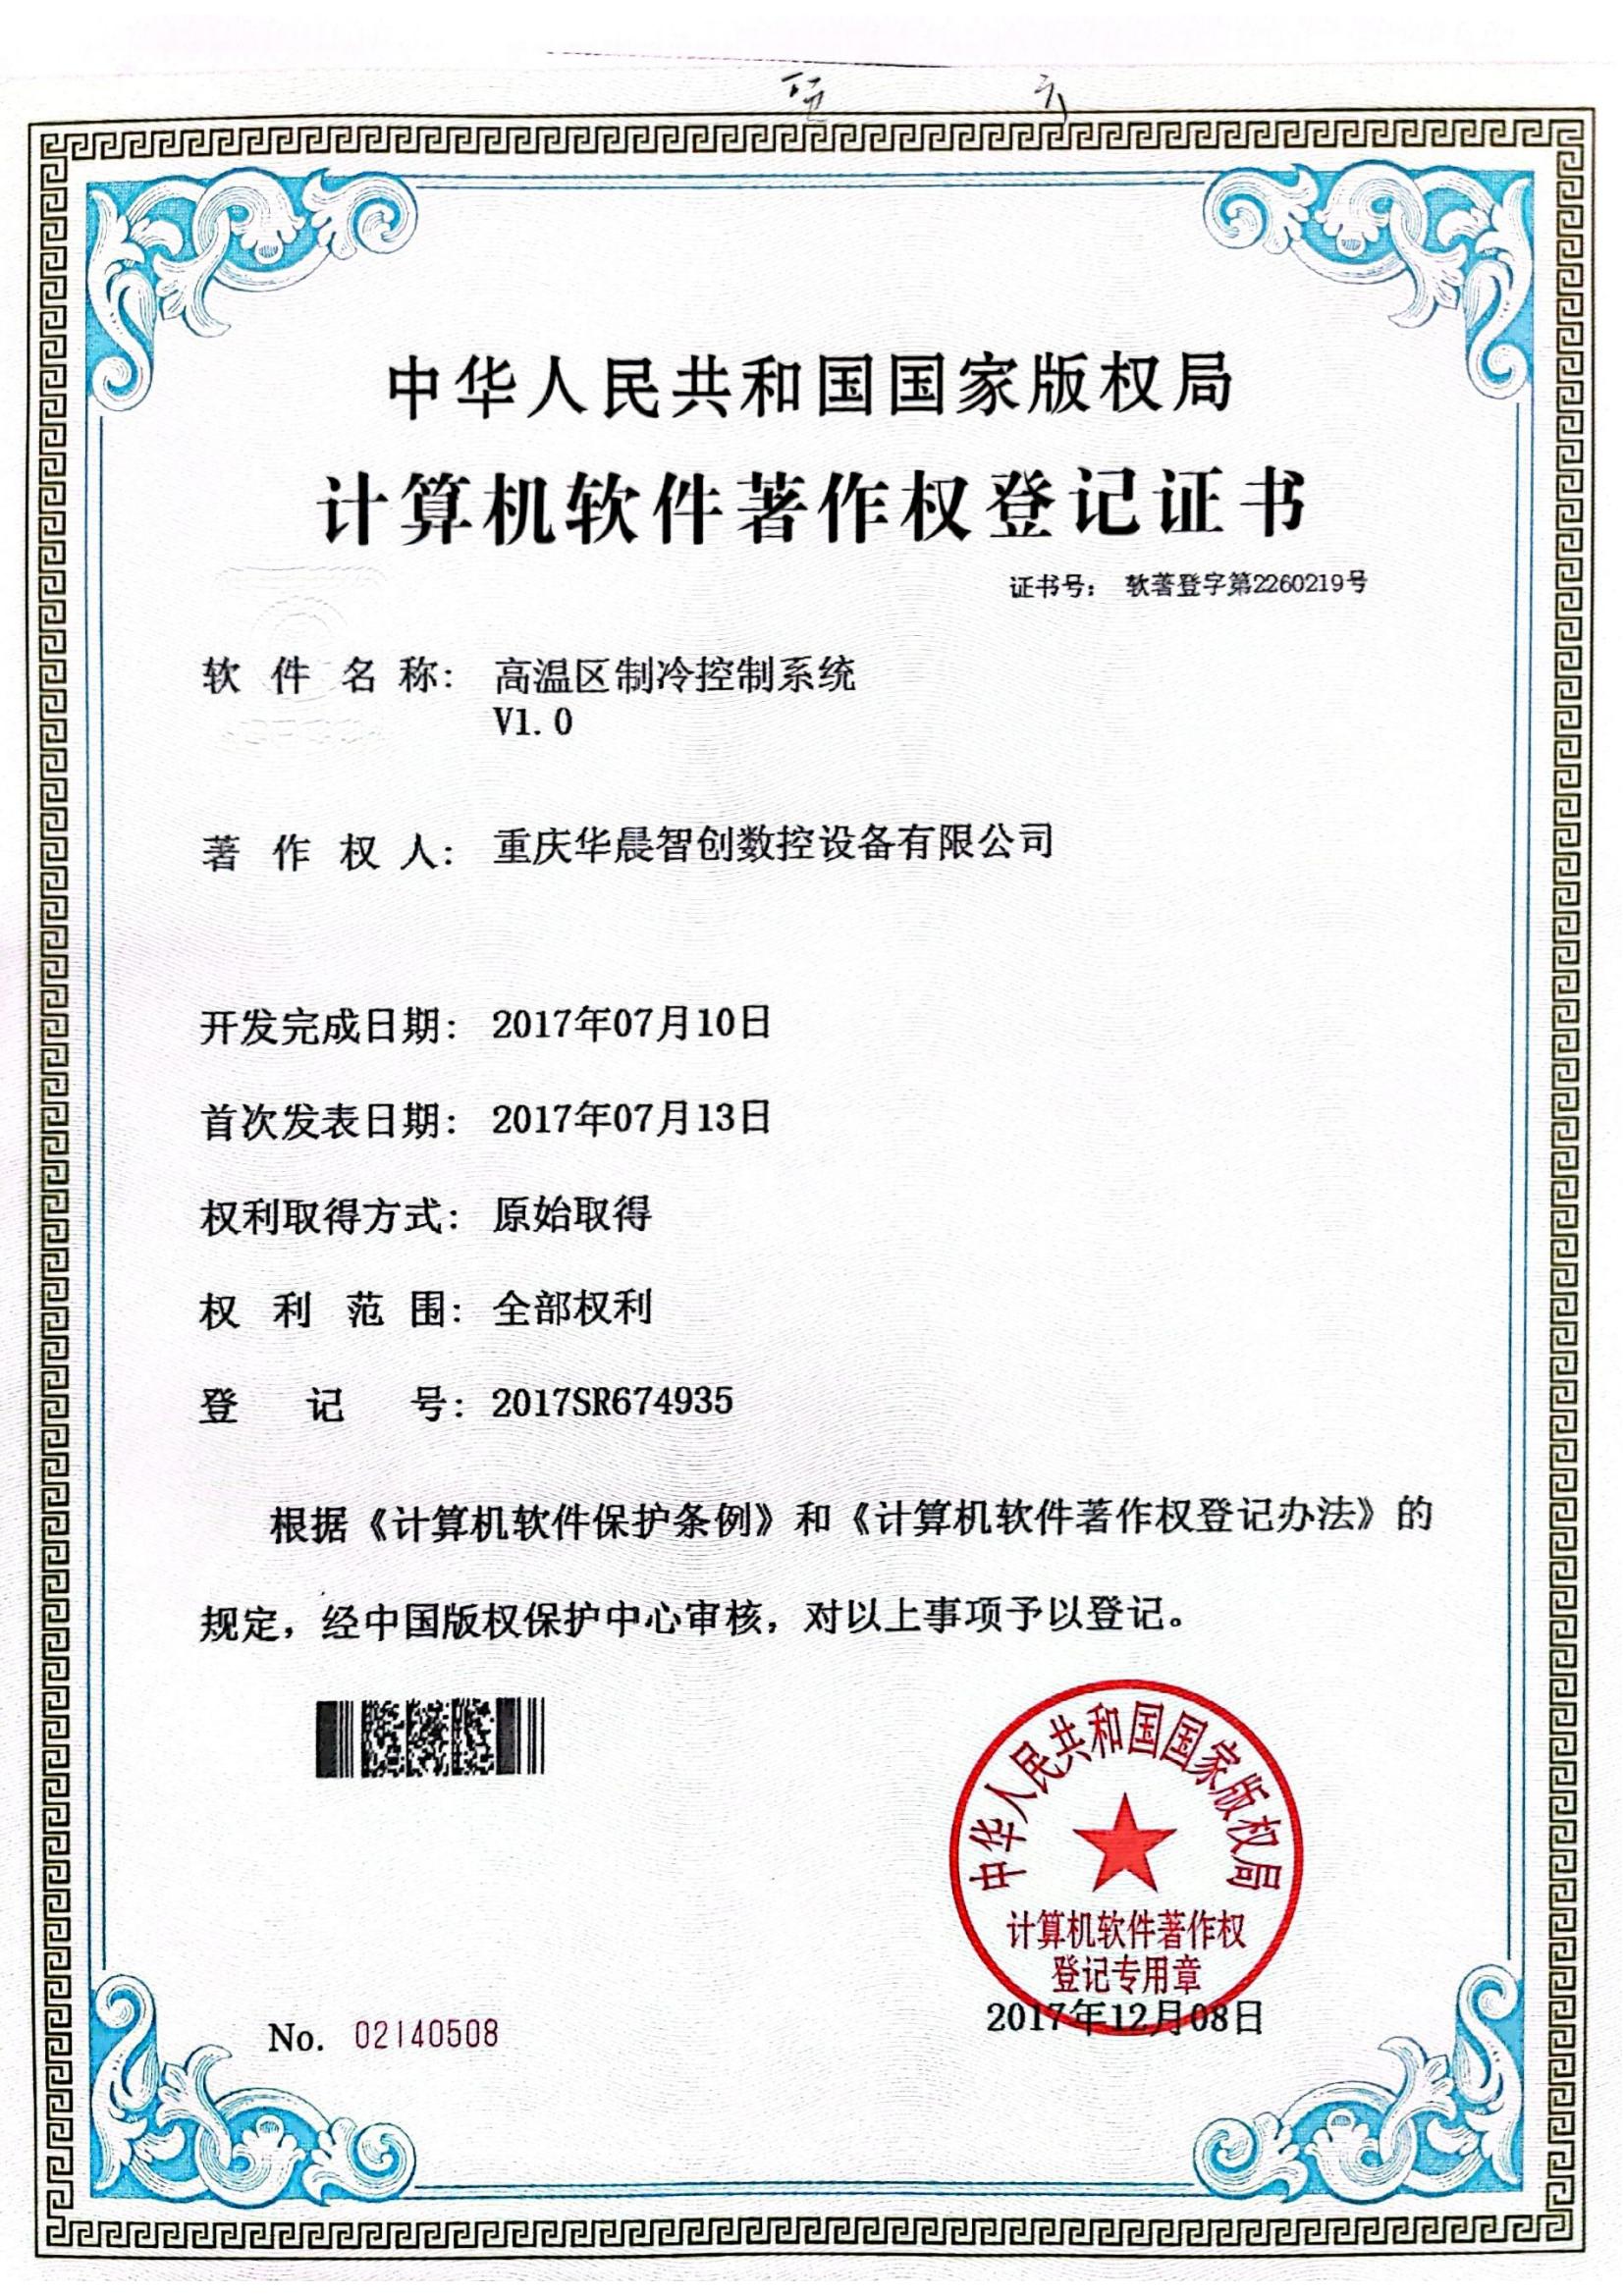 中华人民共和国国家版权局
计算机软件著作权登记证书
证书号： 软著登字第2260219号
软件名称： 高温区制冷控制系统
V1.0
著作权人： 重庆华晨智创数控设备有限公司
开发完成日期： 2017年07月10日
首次发表日期： 2017年07月13日
权利取得方式： 原始取得
权利范围： 全部权利
登记号： 2017SR674935
根据《计算机软件保护条例》和《计算机软件著作权登记办法》的
规定，经中国版权保护中心审核，对以上事项予以登记。
中华人民共和国国家版权局
计算机软件著作权
登记专用章
2017年12月08日
No. 02140508